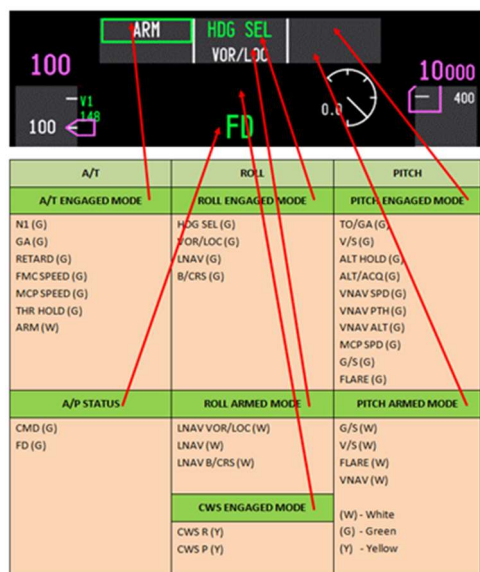 ARM HDG SEL
VOR/LOC
100 10000
V1
148
400
100
0.0
FD
A/T ROLL PITCH
A/T ENGAGED MODE ROLL ENGAGED MODE PITCH ENGAGED MODE
N1 (G) HDG SEL (G) TO/GA (G)
GA (G) VOR/LOC (G) V/S (G)
RETARD (G) LNAV (G) ALT HOLD (G)
FMC SPEED (G) B/CRS (G) ALT/ACQ (G)
MCP SPEED (G) VNAV SPD (G)
THR HOLD (G) VNAV PTH (G)
ARM (W) VNAV ALT (G)
MCP SPD (G)
G/S (G)
FLARE (G)
A/P STATUS ROLL ARMED MODE PITCH ARMED MODE
CMD (G) LNAV VOR/LOC (W) G/S (W)
FD (G) LNAV (W) V/S (W)
LNAV B/CRS (W) FLARE (W)
VNAV (W)
CWS ENGAGED MODE
(W) - White
CWS R (Y) (G) - Green
CWS P (Y) (Y) - Yellow